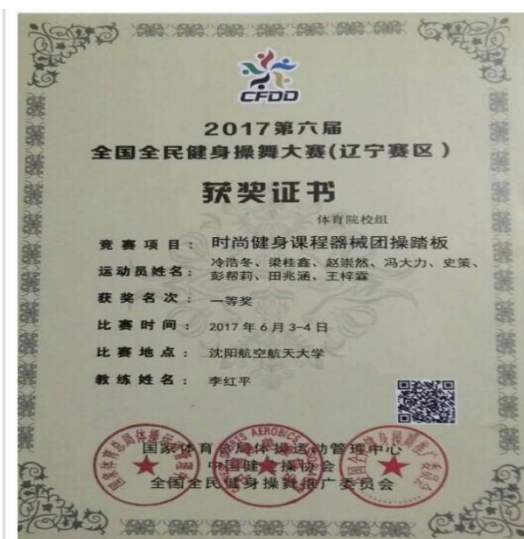 CFDD
2017第六届
全国全民健身操舞大赛(辽宁赛区)
获奖证书
体育院校组
竞赛项目: 时尚健身课程器械团操踏板
运动员姓名: 冷浩冬、梁桂鑫、赵崇然、冯大力、史策、
彭帮莉、田兆涵、王梓霖
获奖名次: 一等奖
比赛时间: 2017年6月3-4日
比赛地点: 沈阳航空航天大学
教练姓名: 李红平
国家体育总局体操运动管理中心
中国健美操协会
全国全民健身操舞推广委员会